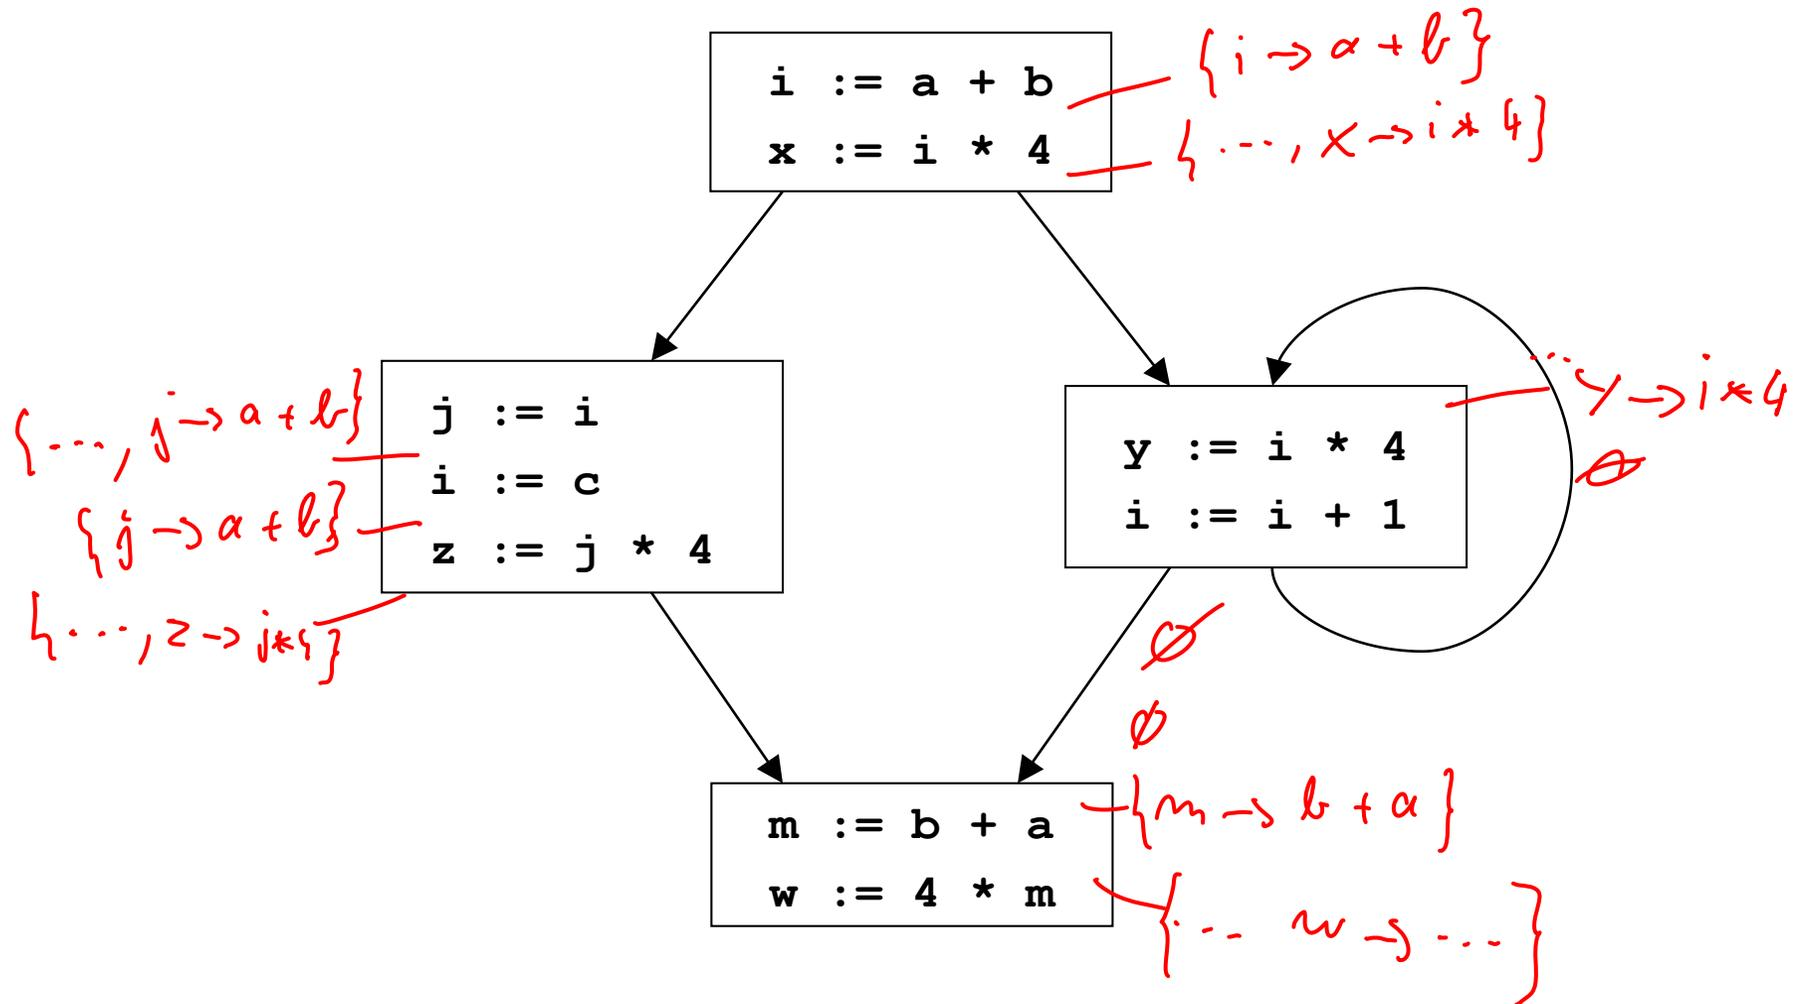 i := a + b
{i → a + b}
x := i * 4
{ ..., x → i * 4}
{ ..., j → a + b}
j := i
i := c
{j → a + b}
z := j * 4
{ ..., z → j*4}
... y → i * 4
y := i * 4
i := i + 1
∅
∅
∅
m := b + a
{m → b + a}
w := 4 * m
{ ... w → ... }